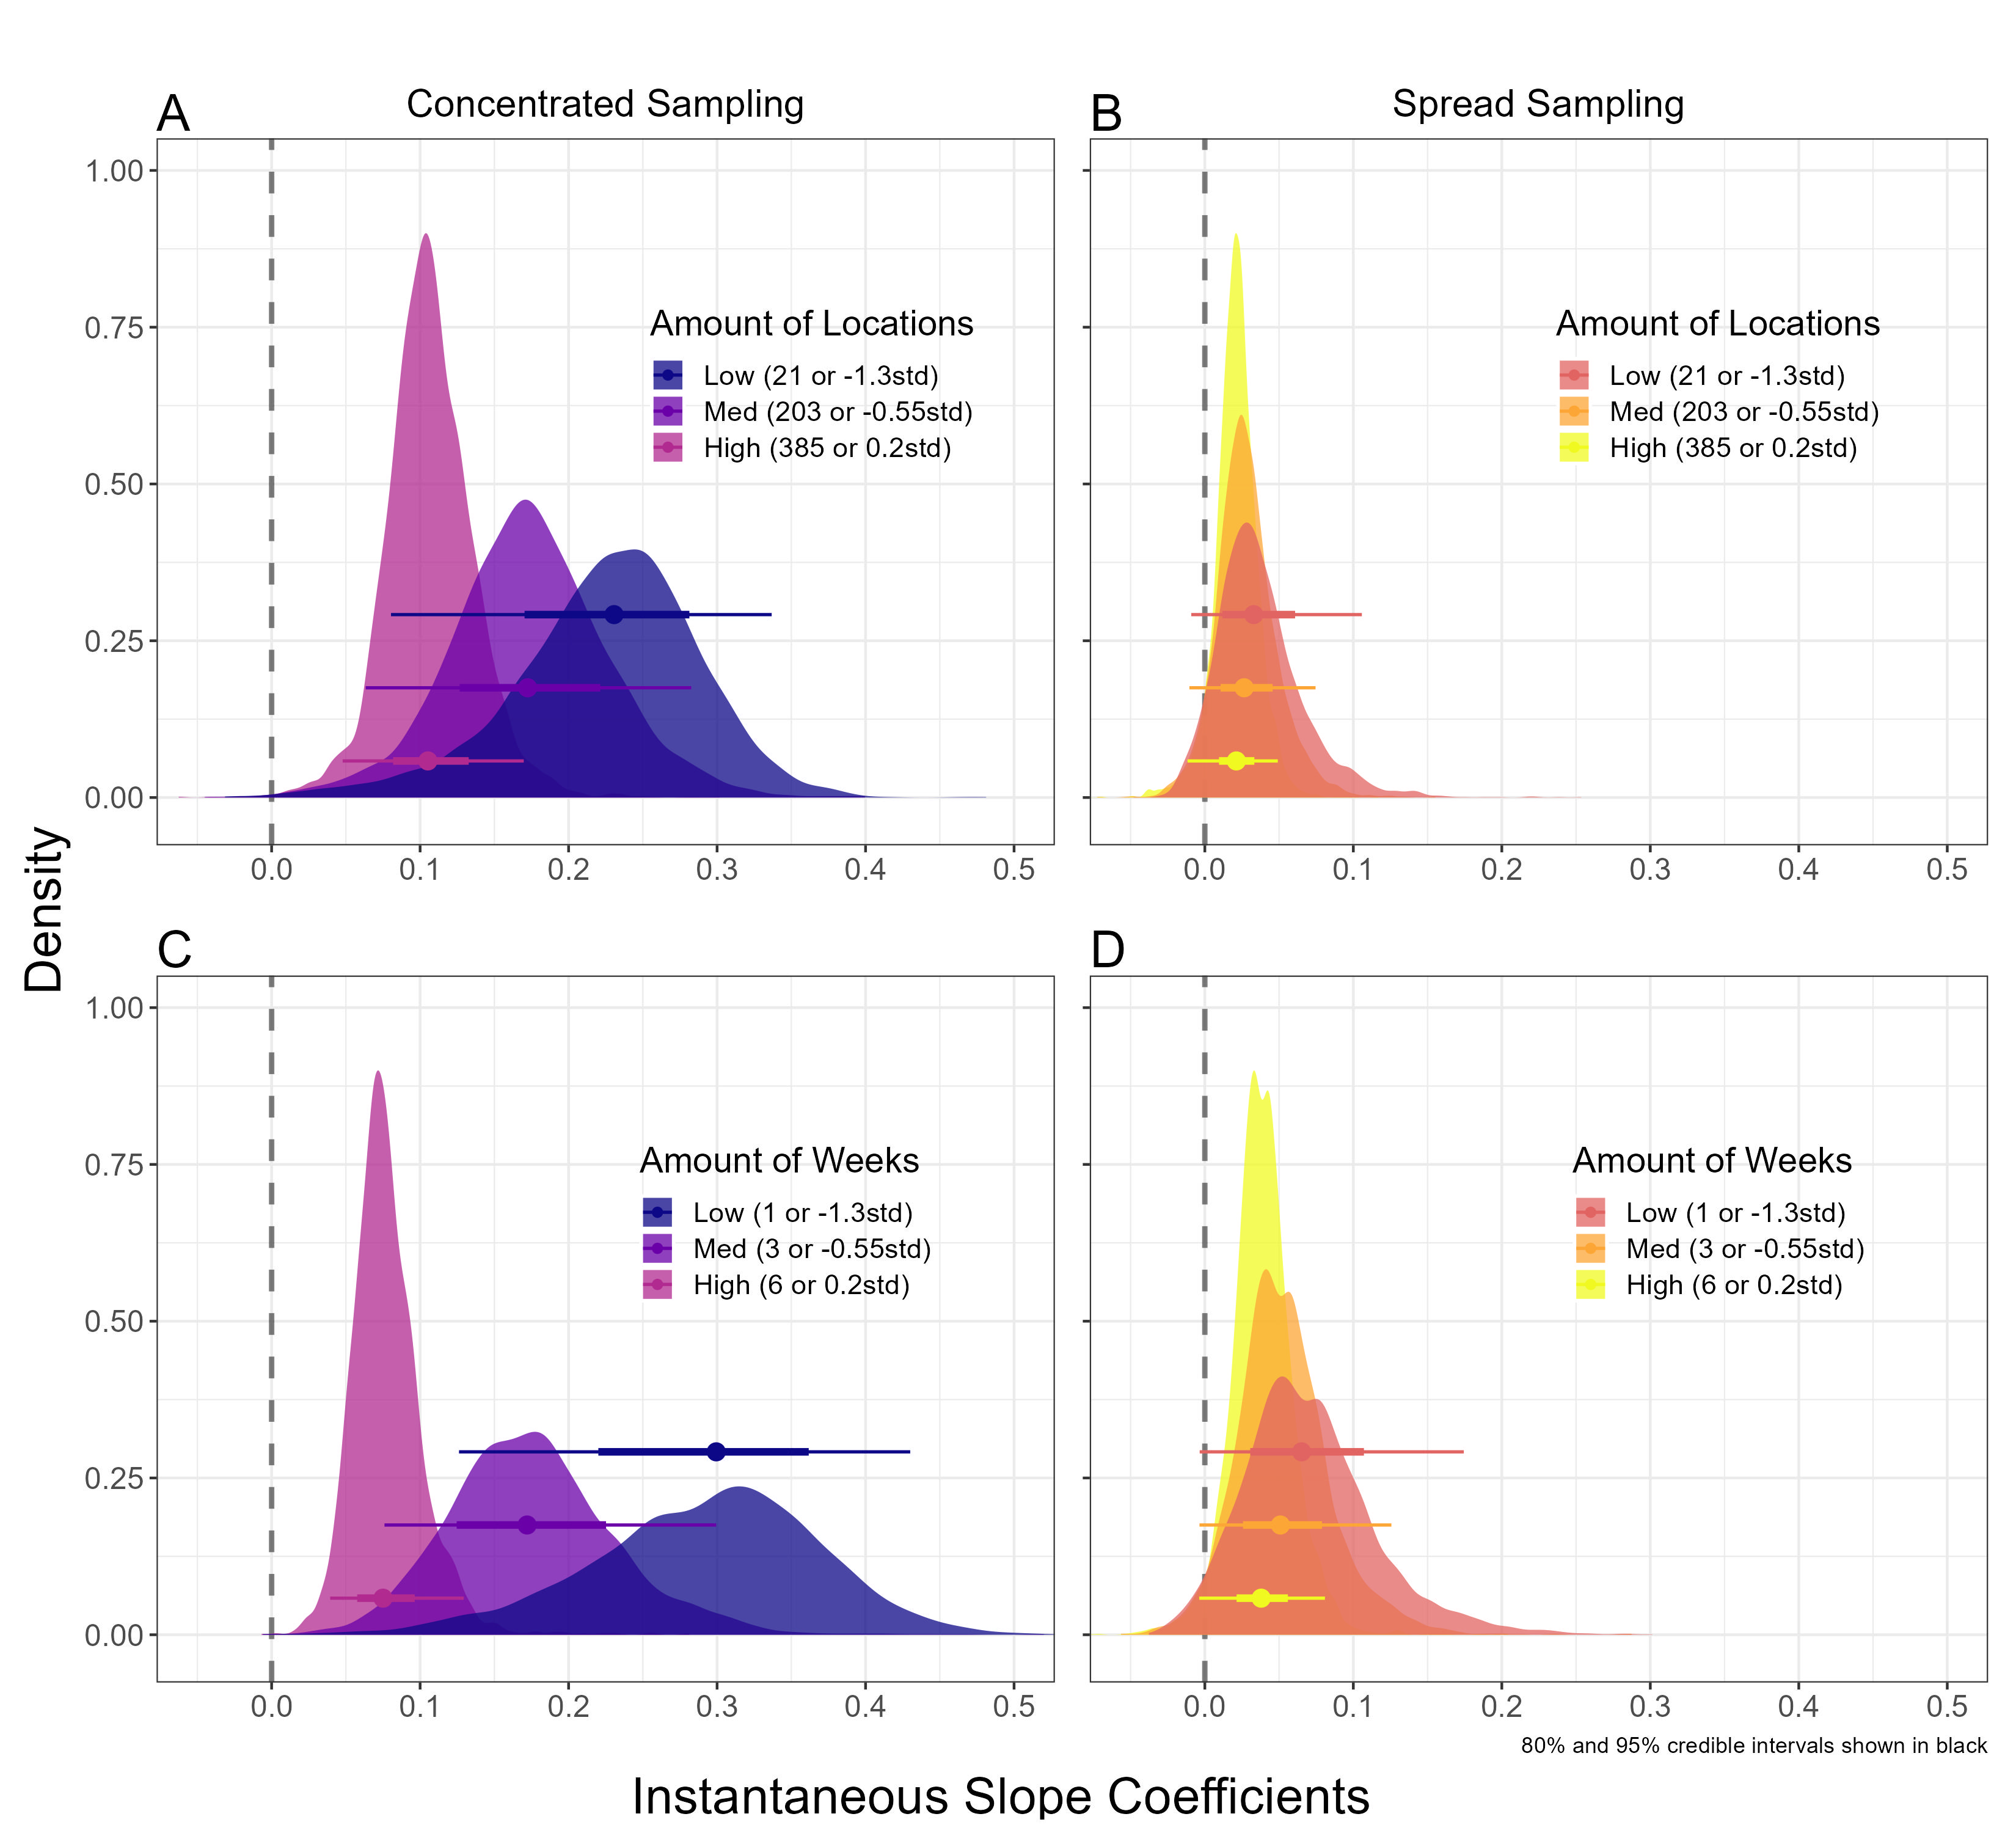 A
Concentrated Sampling
B
Spread Sampling
1.00
0.75
0.50
0.25
0.00
Amount of Locations
Low (21 or -1.3std)
Med (203 or -0.55std)
High (385 or 0.2std)
Amount of Locations
Low (21 or -1.3std)
Med (203 or -0.55std)
High (385 or 0.2std)
0.0 0.1 0.2 0.3 0.4 0.5
0.0 0.1 0.2 0.3 0.4 0.5
Density
C
D
1.00
0.75
0.50
0.25
0.00
Amount of Weeks
Low (1 or -1.3std)
Med (3 or -0.55std)
High (6 or 0.2std)
Amount of Weeks
Low (1 or -1.3std)
Med (3 or -0.55std)
High (6 or 0.2std)
0.0 0.1 0.2 0.3 0.4 0.5
0.0 0.1 0.2 0.3 0.4 0.5
80% and 95% credible intervals shown in black
Instantaneous Slope Coefficients